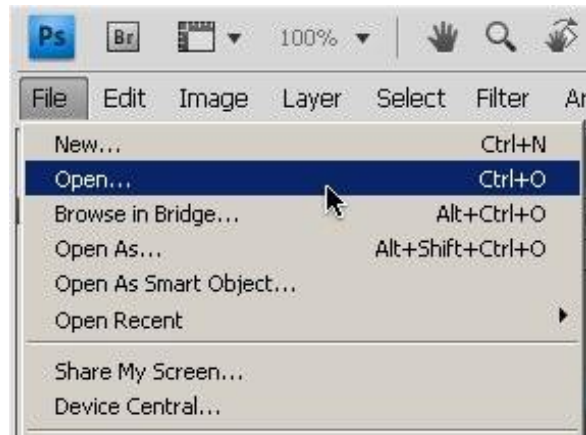 Ps Br 100%
File Edit Image Layer Select Filter
New... Ctrl+N
Open... Ctrl+O
Browse in Bridge... Alt+Ctrl+O
Open As... Alt+Shift+Ctrl+O
Open As Smart Object...
Open Recent
Share My Screen...
Device Central...